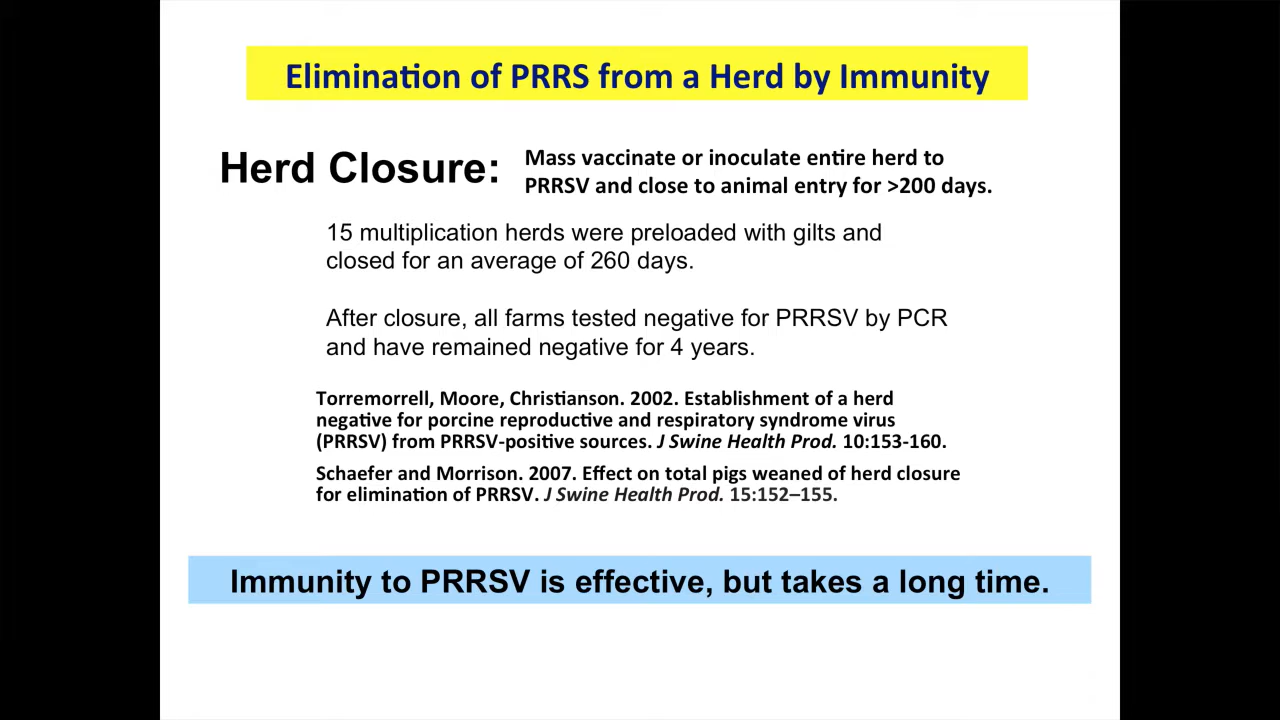 Elimination of PRRS from a Herd by Immunity
Herd Closure:
Mass vaccinate or inoculate entire herd to
PRRSV and close to animal entry for >200 days.
15 multiplication herds were preloaded with gilts and
closed for an average of 260 days.
After closure, all farms tested negative for PRRSV by PCR
and have remained negative for 4 years.
Torremorrell, Moore, Christianson. 2002. Establishment of a herd
negative for porcine reproductive and respiratory syndrome virus
(PRRSV) from PRRSV-positive sources. J Swine Health Prod. 10:153-160.
Schaefer and Morrison. 2007. Effect on total pigs weaned of herd closure
for elimination of PRRSV. J Swine Health Prod. 15:152–155.
Immunity to PRRSV is effective, but takes a long time.